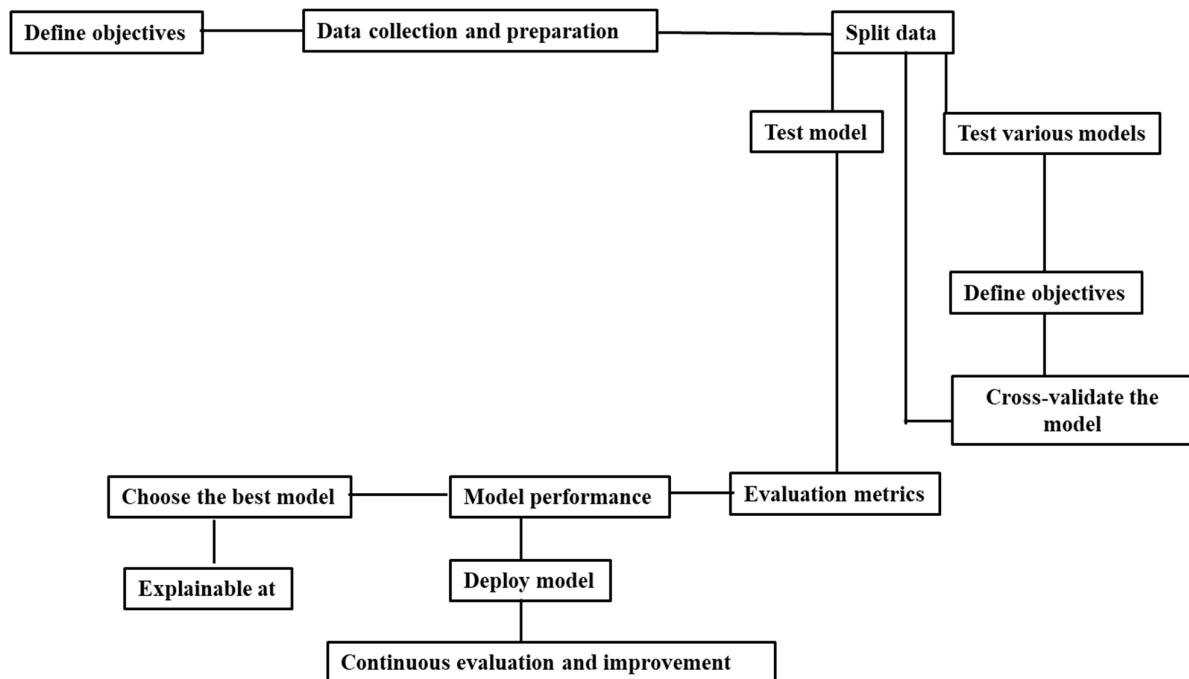 Define objectives
Data collection and preparation
Split data
Test model
Test various models
Define objectives
Cross-validate the
model
Choose the best model
Model performance
Evaluation metrics
Explainable at
Deploy model
Continuous evaluation and improvement